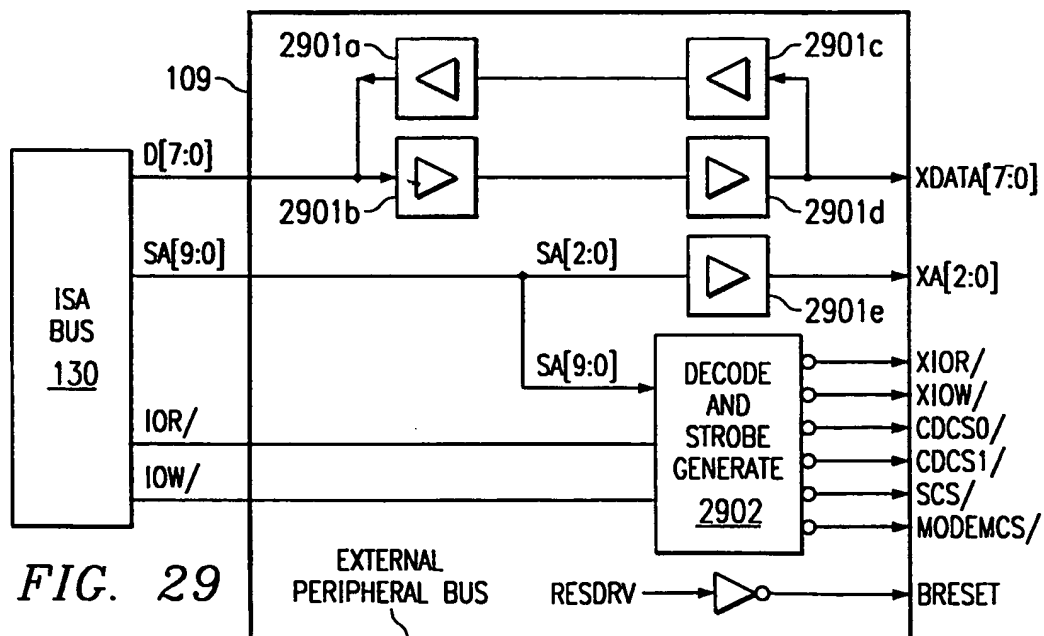 2901a
2901c
109
D[7:0]
2901b
2901d
XDATA[7:0]
SA[9:0]
SA[2:0]
XA[2:0]
2901e
ISA
BUS
130
SA[9:0]
DECODE
AND
STROBE
GENERATE
2902
XIOR/
XIOW/
CDCS0/
CDCS1/
SCS/
MODEMCS/
IOR/
IOW/
EXTERNAL
PERIPHERAL BUS
RESDRV
BRESET
FIG. 29